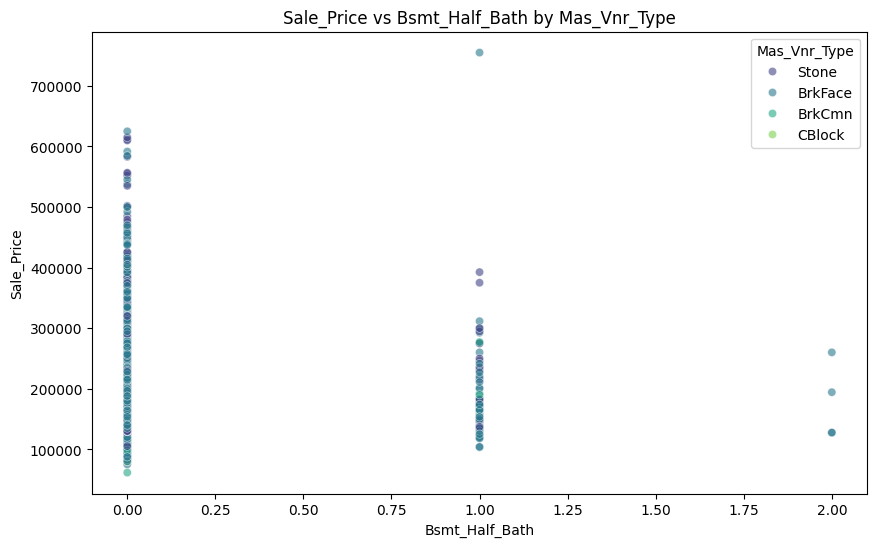 Sale_Price vs Bsmt_Half_Bath by Mas_Vnr_Type
Mas_Vnr_Type
Stone
BrkFace
BrkCmn
CBlock
Sale_Price
700000
600000
500000
400000
300000
200000
100000
0.00 0.25 0.50 0.75 1.00 1.25 1.50 1.75 2.00
Bsmt_Half_Bath